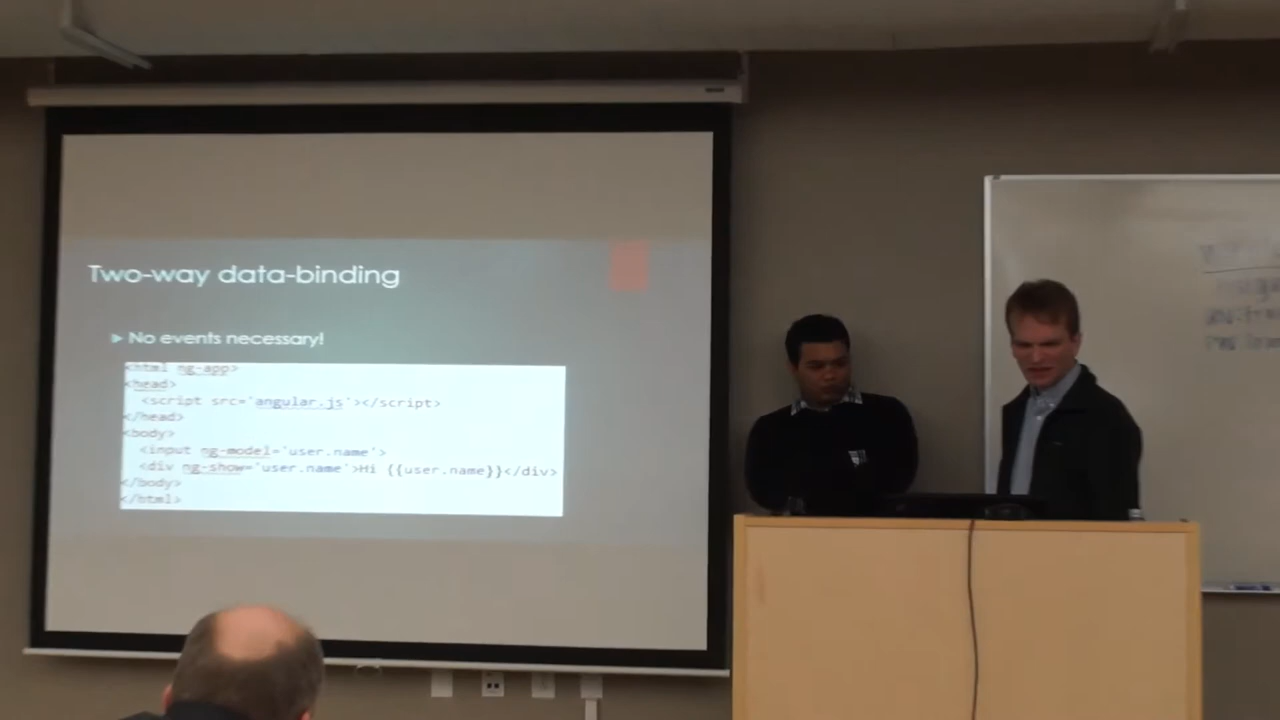 Two-way data-binding
No events necessary!
<html ng-app>
<head>
<script src='angular.js'></script>
</head>
<body>
<input ng-model='user.name'>
<div ng-show='user.name'>Hi {{user.name}}</div>
</body>
</html>